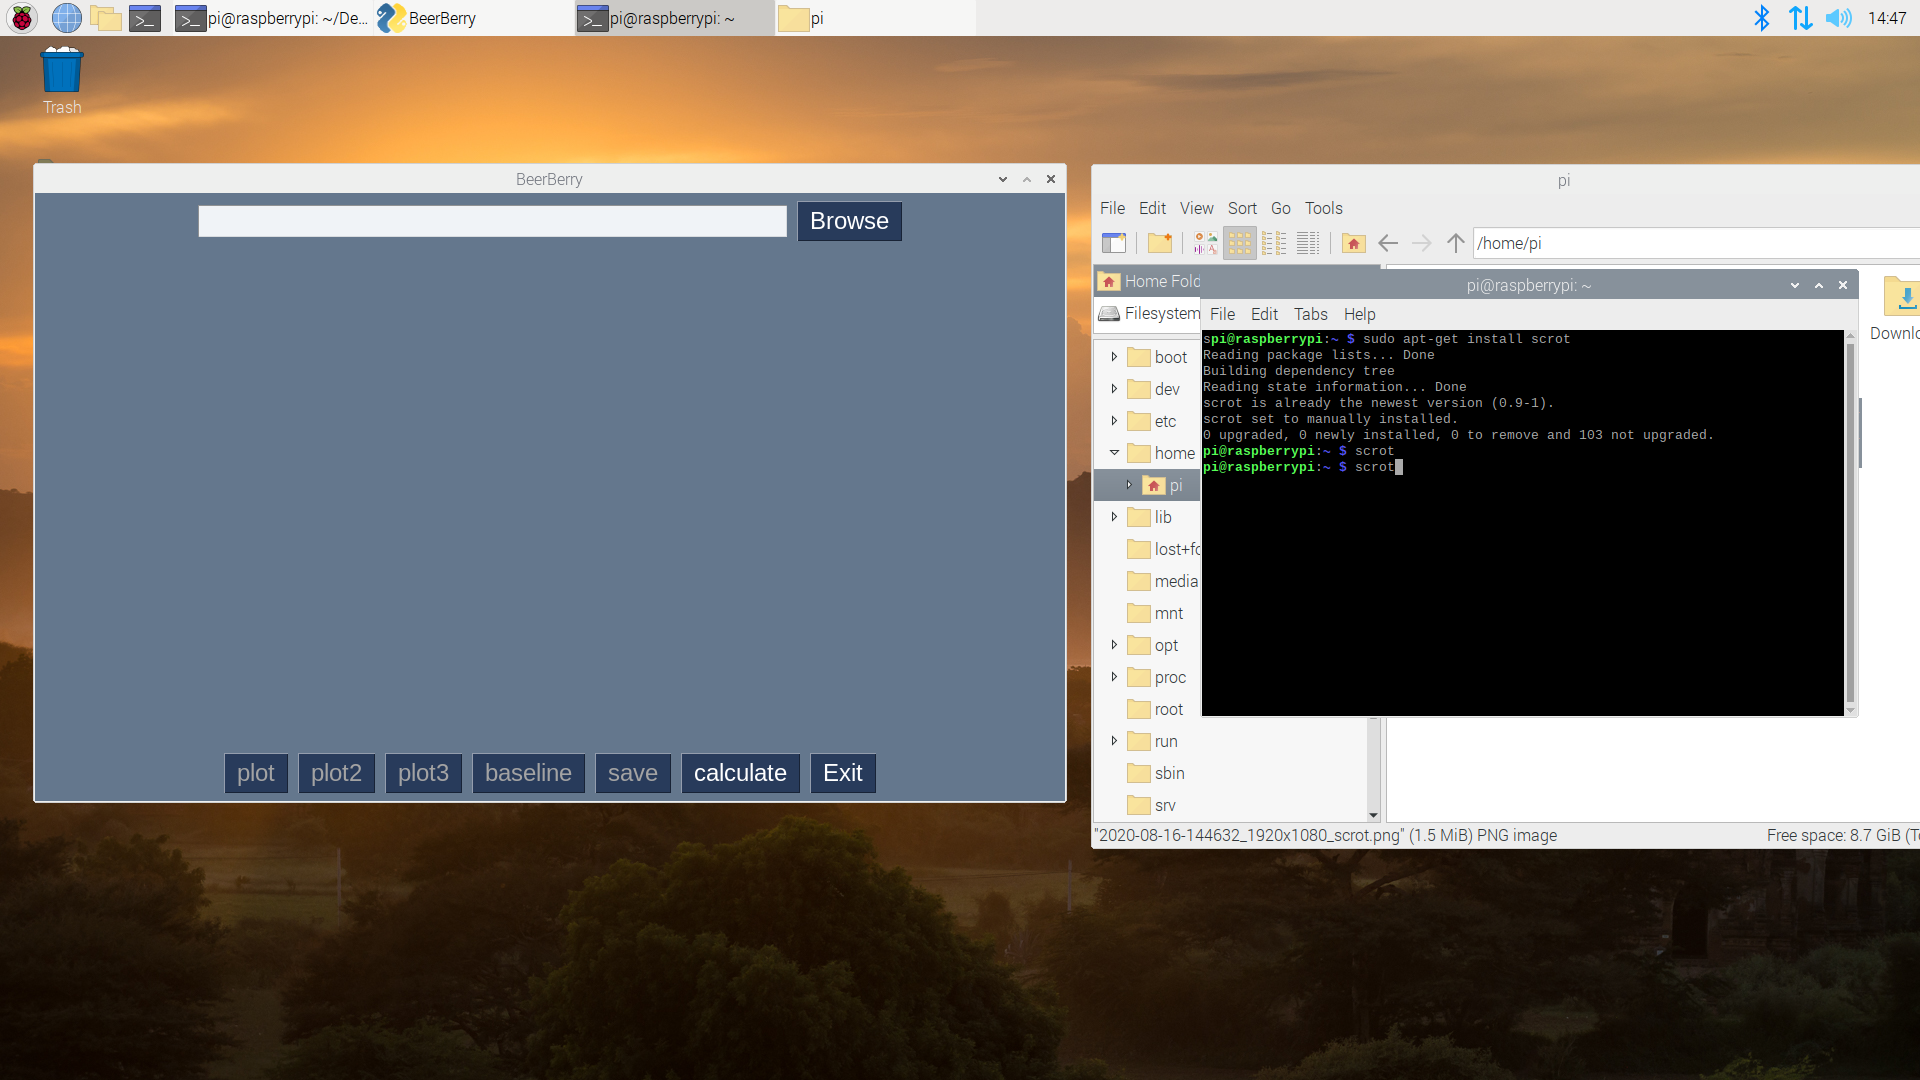 pi@raspberrypi: ~/De...
BeerBerry
pi@raspberrypi: ~
pi
14:47
Trash
BeerBerry
Browse
plot
plot2
plot3
baseline
save
calculate
Exit
pi
File Edit View Sort Go Tools
/home/pi
Home Fold
Filesystem
boot
dev
etc
home
pi
lib
lost+fo
media
mnt
opt
proc
root
run
sbin
srv
Downlo
"2020-08-16-144632_1920x1080_scrot.png" (1.5 MiB) PNG image
Free space: 8.7 GiB (To
pi@raspberrypi: ~
File Edit Tabs Help
spi@raspberrypi:~ $ sudo apt-get install scrot
Reading package lists... Done
Building dependency tree
Reading state information... Done
scrot is already the newest version (0.9-1).
scrot set to manually installed.
0 upgraded, 0 newly installed, 0 to remove and 103 not upgraded.
pi@raspberrypi:~ $ scrot
pi@raspberrypi:~ $ scrot